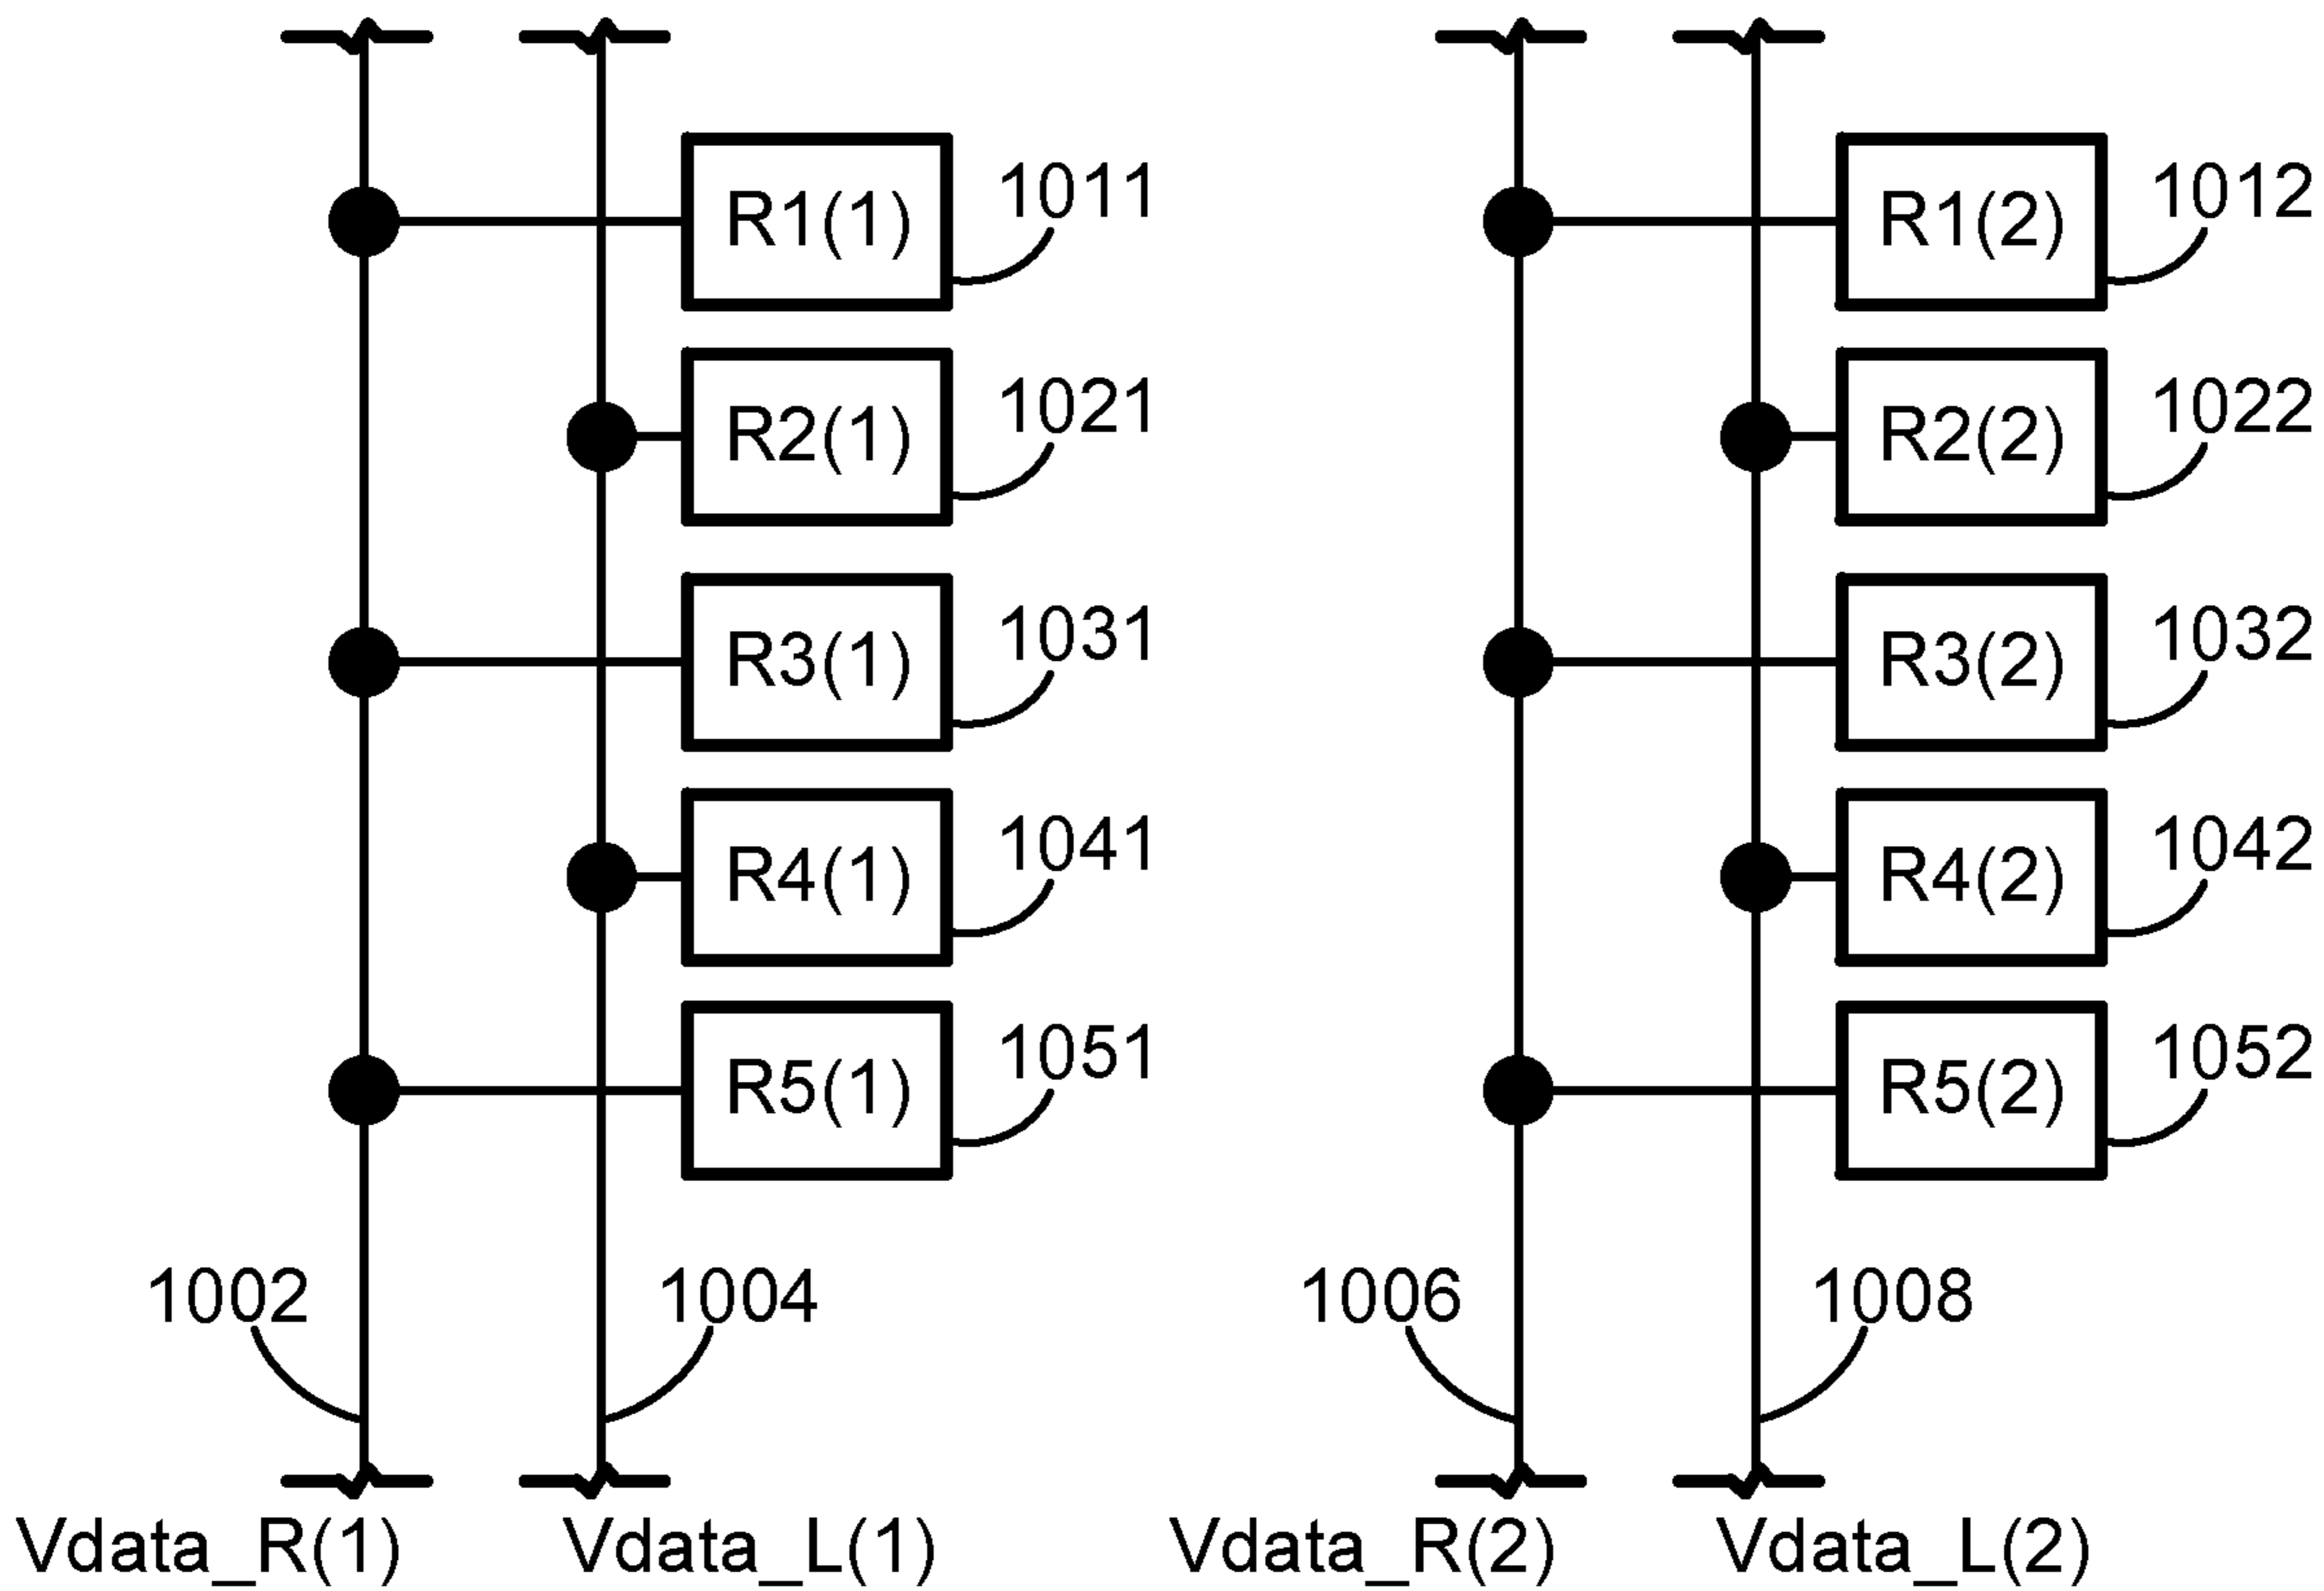 1011 1012
R1(1) R1(2)
1021 1022
R2(1) R2(2)
1031 1032
R3(1) R3(2)
1041 1042
R4(1) R4(2)
1051 1052
R5(1) R5(2)
1002 1004 1006 1008
Vdata_R(1) Vdata_L(1) Vdata_R(2) Vdata_L(2)